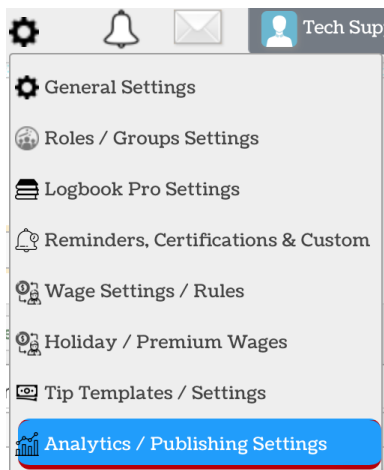 Tech Sup
General Settings
Roles / Groups Settings
Logbook Pro Settings
Reminders, Certifications & Custom
Wage Settings / Rules
Holiday / Premium Wages
Tip Templates / Settings
Analytics / Publishing Settings